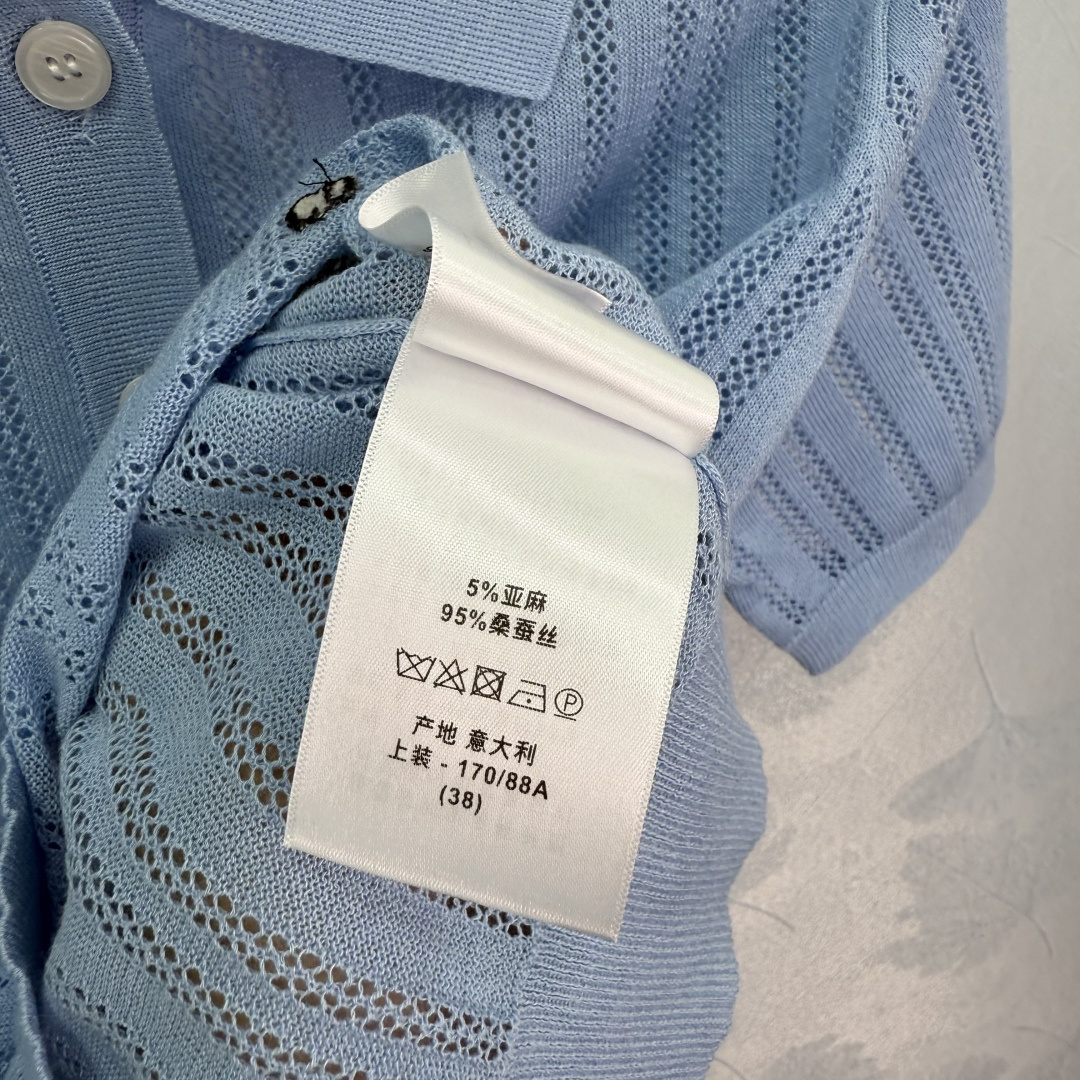 5%亚麻
95%桑蚕丝
P
产地 意大利
上装 - 170/88A
(38)